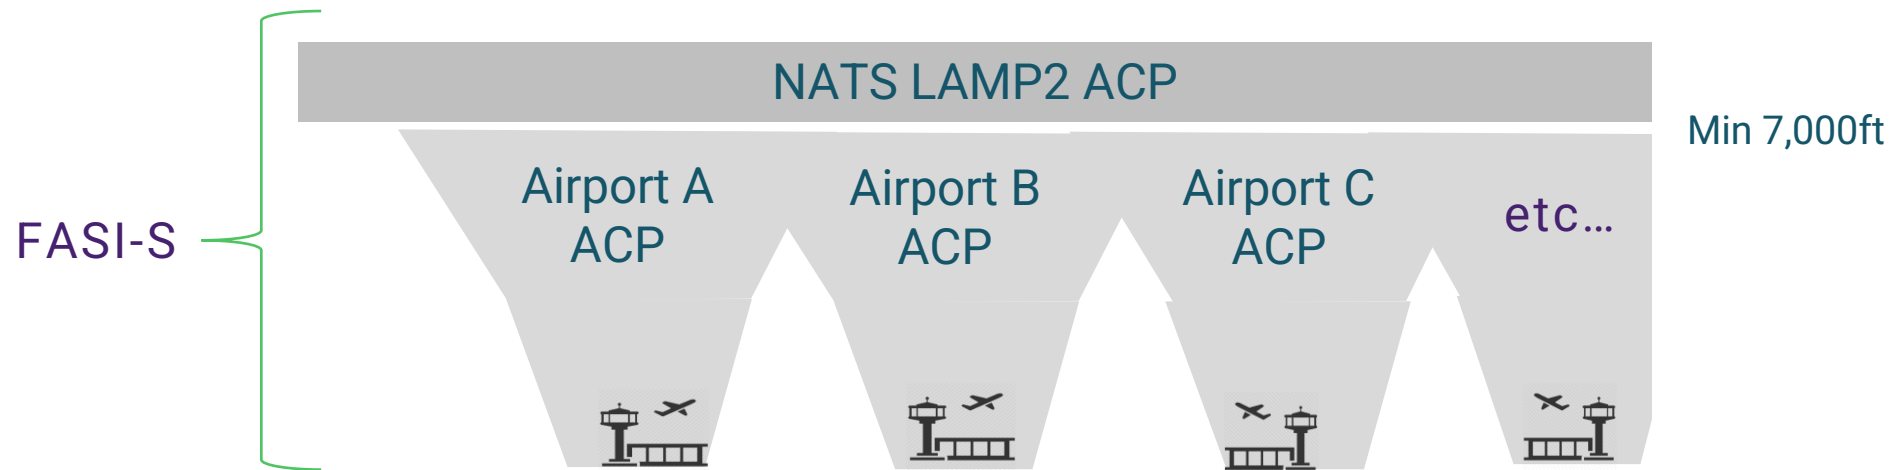 NATS LAMP2 ACP
Min 7,000ft
Airport A
ACP
Airport B
ACP
Airport C
ACP
etc...
FASI-S